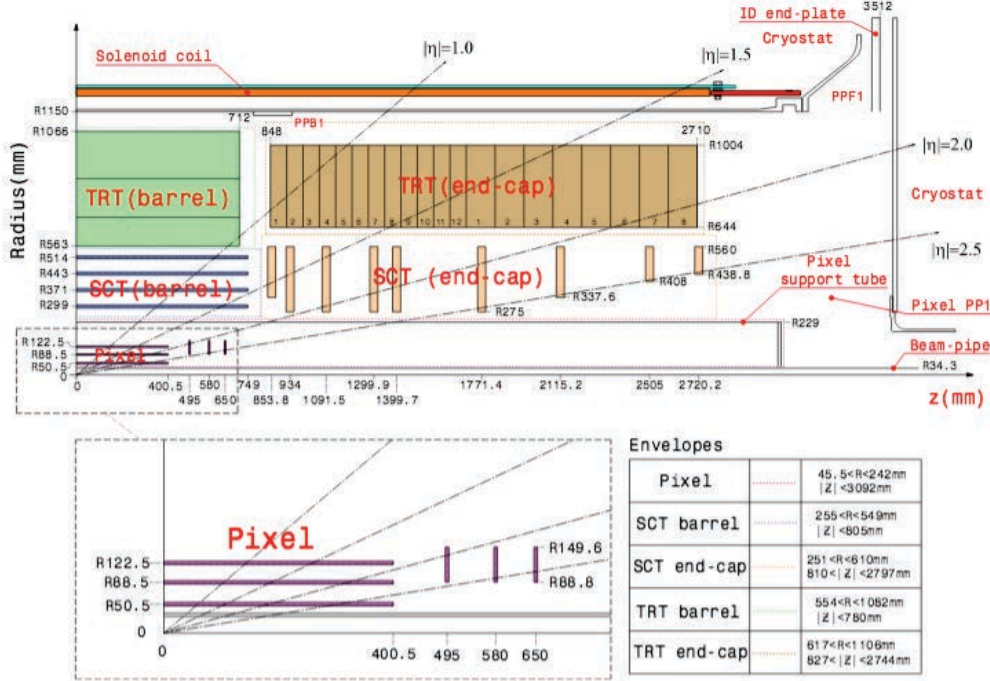 3512
ID end-plate
Cryostat
|η|=1.0
|η|=1.5
Solenoid coil
PPF1
R1150
712
PPB1
R1066
848
2710
R1004
|η|=2.0
TRT(barrel)
TRT(end-cap)
Cryostat
Radius(mm)
1 2 3 4 5 6 7 8 9 10 11 12 1 2 3 4 5 6 7 8
R644
R563
R560
|η|=2.5
R514
R443
SCT (end-cap)
R438.8
Pixel
support tube
R408
R371
SCT(barrel)
R337.6
R299
R275
Pixel PP1
R229
R122.5
R88.5
Pixel
Beam-pipe
R50.5
R34.3
0
0
400.5 580 749 934 1299.9 1771.4 2115.2 2505 2720.2
495 650 853.8 1091.5 1399.7
z(mm)
Envelopes
Pixel
45.5<R<242mm
|Z|<3092mm
SCT barrel
255<R<549mm
|Z|<805mm
SCT end-cap
251<R<610mm
810<|Z|<2797mm
TRT barrel
554<R<1082mm
|Z|<780mm
TRT end-cap
617<R<1106mm
827<|Z|<2744mm
Pixel
R149.6
R122.5
R88.5
R88.8
R50.5
0
0
400.5 495 580 650